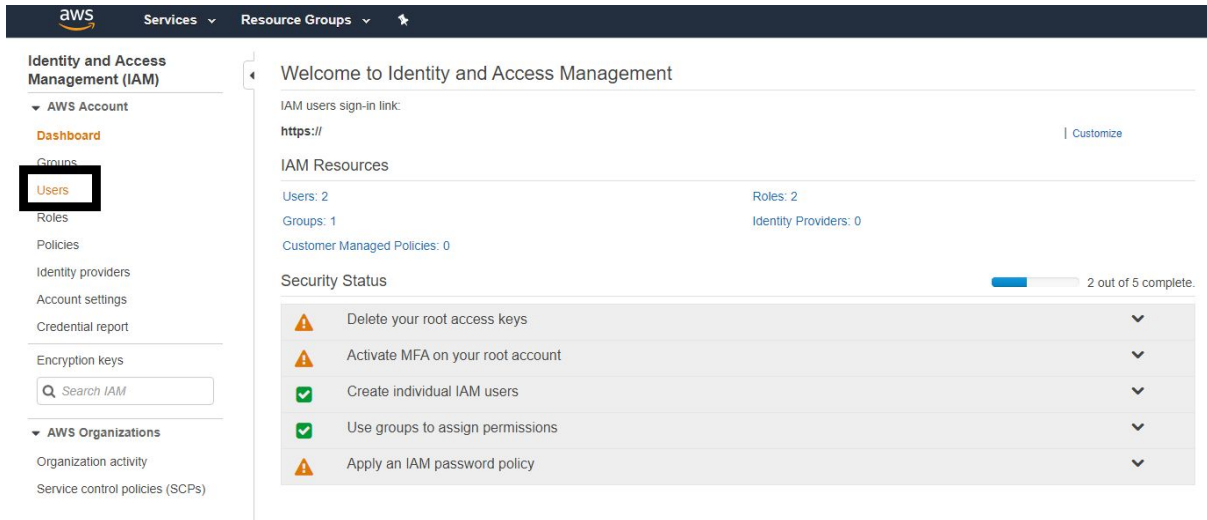 aws Services Resource Groups
Identity and Access
Management (IAM)
AWS Account
Dashboard
Groups
Users
Roles
Policies
Identity providers
Account settings
Credential report
Encryption keys
Search IAM
AWS Organizations
Organization activity
Service control policies (SCPs)
Welcome to Identity and Access Management
IAM users sign-in link:
https:// | Customize
IAM Resources
Users: 2 Roles: 2
Groups: 1 Identity Providers: 0
Customer Managed Policies: 0
Security Status 2 out of 5 complete.
Delete your root access keys
Activate MFA on your root account
Create individual IAM users
Use groups to assign permissions
Apply an IAM password policy